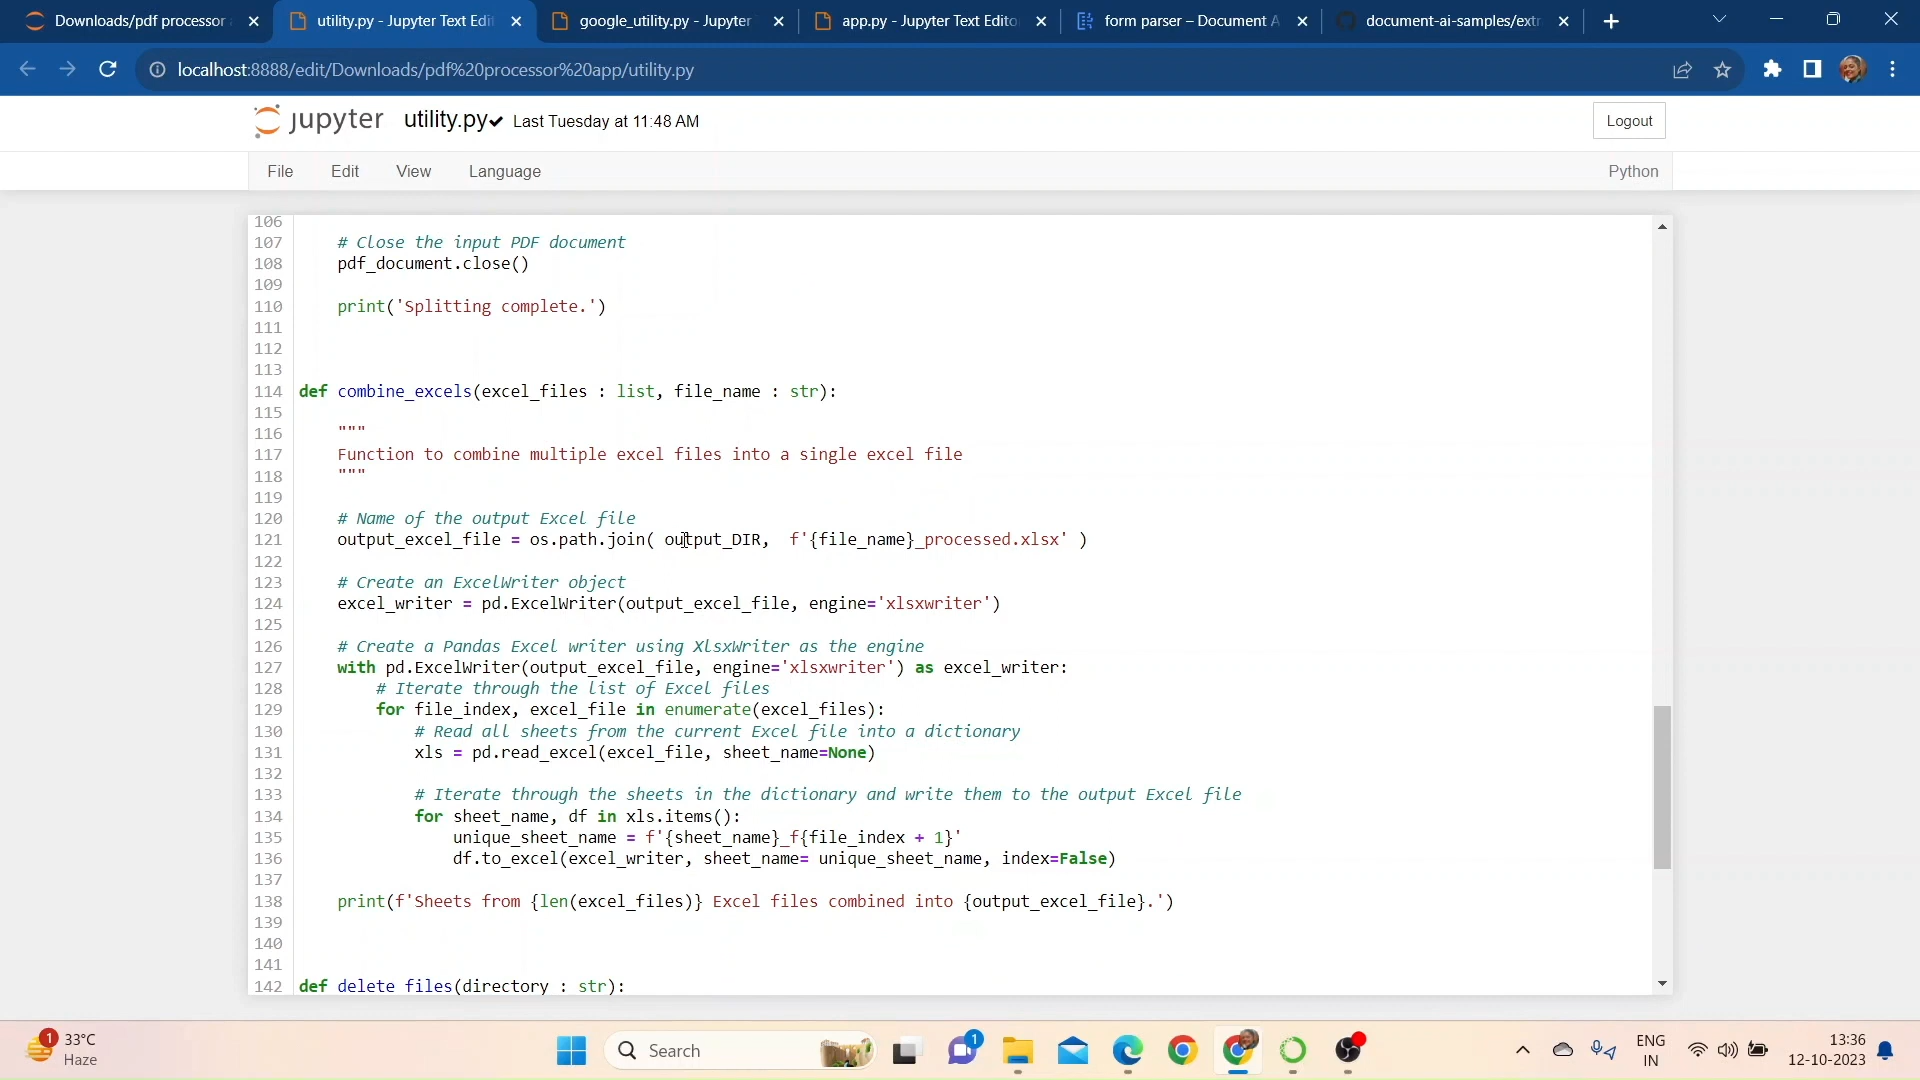 Downloads/pdf processor
utility.py - Jupyter Text Edit
google_utility.py - Jupyter
app.py - Jupyter Text Edito
form parser – Document A
document-ai-samples/extr
localhost:8888/edit/Downloads/pdf%20processor%20app/utility.py
jupyter utility.py Last Tuesday at 11:48 AM
Logout
File Edit View Language
Python
106
107 # Close the input PDF document
108 pdf_document.close()
109
110 print('Splitting complete.')
111
112
113
114 def combine_excels(excel_files : list, file_name : str):
115
116 """
117 Function to combine multiple excel files into a single excel file
118 """
119
120 # Name of the output Excel file
121 output_excel_file = os.path.join( output_DIR,  f'{file_name}_processed.xlsx' )
122
123 # Create an ExcelWriter object
124 excel_writer = pd.ExcelWriter(output_excel_file, engine='xlsxwriter')
125
126 # Create a Pandas Excel writer using XlsxWriter as the engine
127 with pd.ExcelWriter(output_excel_file, engine='xlsxwriter') as excel_writer:
128 # Iterate through the list of Excel files
129 for file_index, excel_file in enumerate(excel_files):
130 # Read all sheets from the current Excel file into a dictionary
131 xls = pd.read_excel(excel_file, sheet_name=None)
132
133 # Iterate through the sheets in the dictionary and write them to the output Excel file
134 for sheet_name, df in xls.items():
135 unique_sheet_name = f'{sheet_name}_f{file_index + 1}'
136 df.to_excel(excel_writer, sheet_name= unique_sheet_name, index=False)
137
138 print(f'Sheets from {len(excel_files)} Excel files combined into {output_excel_file}.')
139
140
141
142 def delete_files(directory : str):
1
33°C
Haze
Search
1
ENG
IN
13:36
12-10-2023